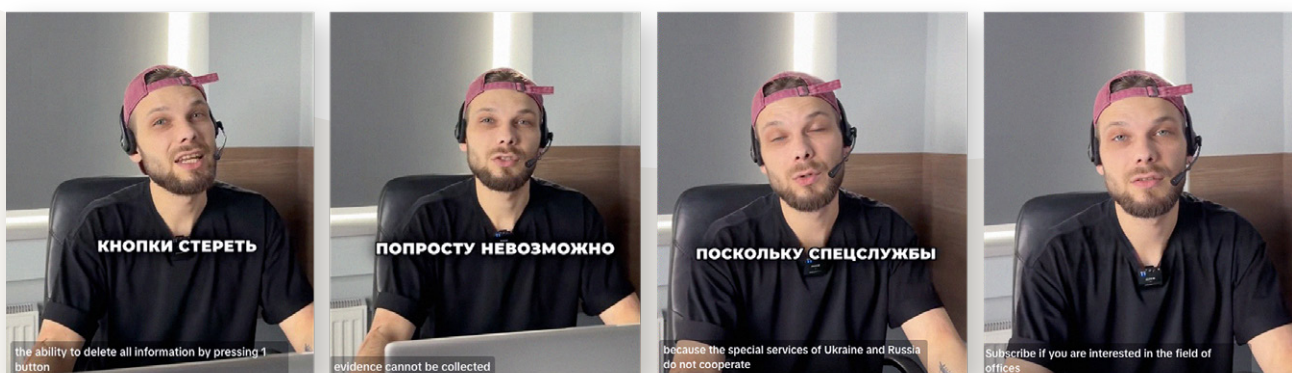 КНОПКИ СТЕРЕТЬ
the ability to delete all information by pressing 1
button
ПОПРОСТУ НЕВОЗМОЖНО
evidence cannot be collected
ПОСКОЛЬКУ СПЕЦСЛУЖБЫ
because the special services of Ukraine and Russia
do not cooperate
Subscribe if you are interested in the field of
offices